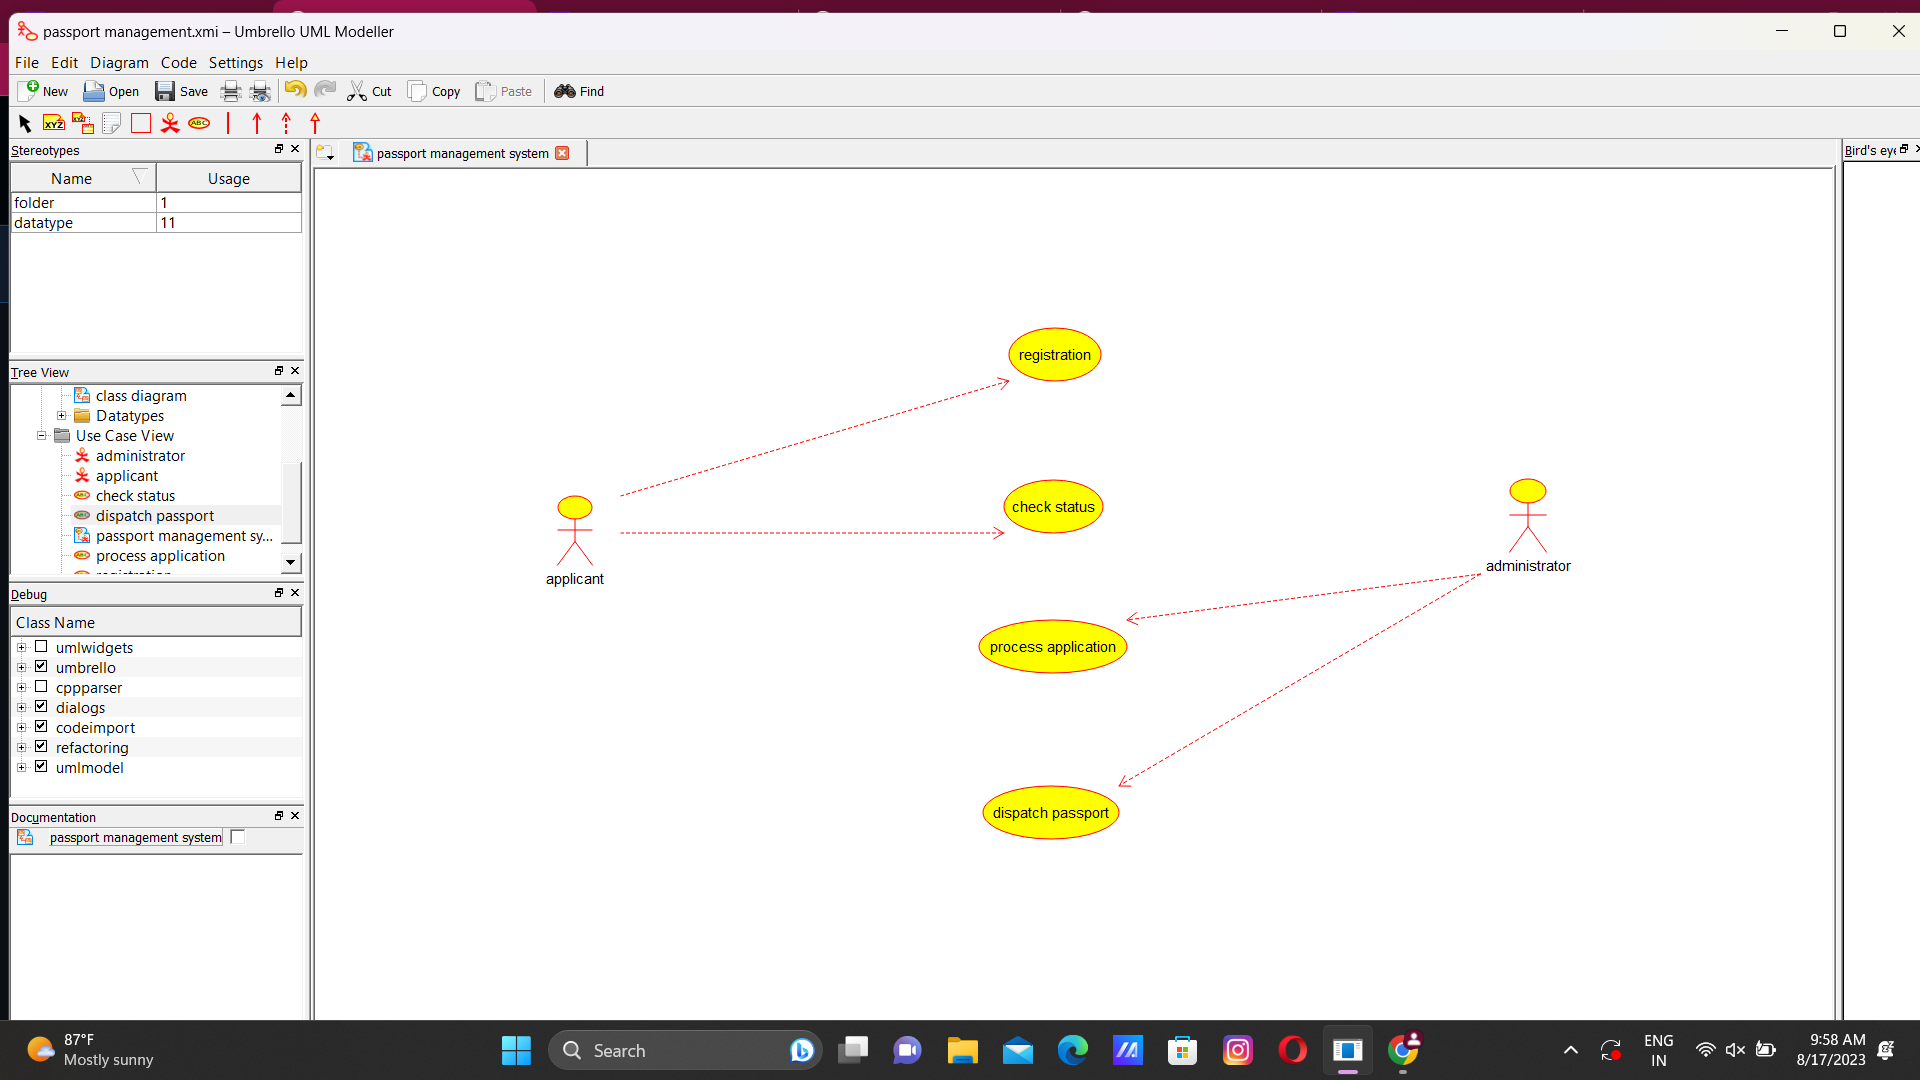 passport management.xmi – Umbrello UML Modeller
File Edit Diagram Code Settings Help
New Open Save Cut Copy Paste Find
XYZ XYZ ABC
Stereotypes
Name Usage
folder 1
datatype 11
Tree View
class diagram
Datatypes
Use Case View
administrator
applicant
check status
dispatch passport
passport management sy...
process application
registration
Debug
Class Name
umlwidgets
umbrello
cppparser
dialogs
codeimport
refactoring
umlmodel
Documentation
passport management system
passport management system
Bird's eye
registration
check status
applicant
administrator
process application
dispatch passport
87°F
Mostly sunny
Search
ENG
IN
9:58 AM
8/17/2023